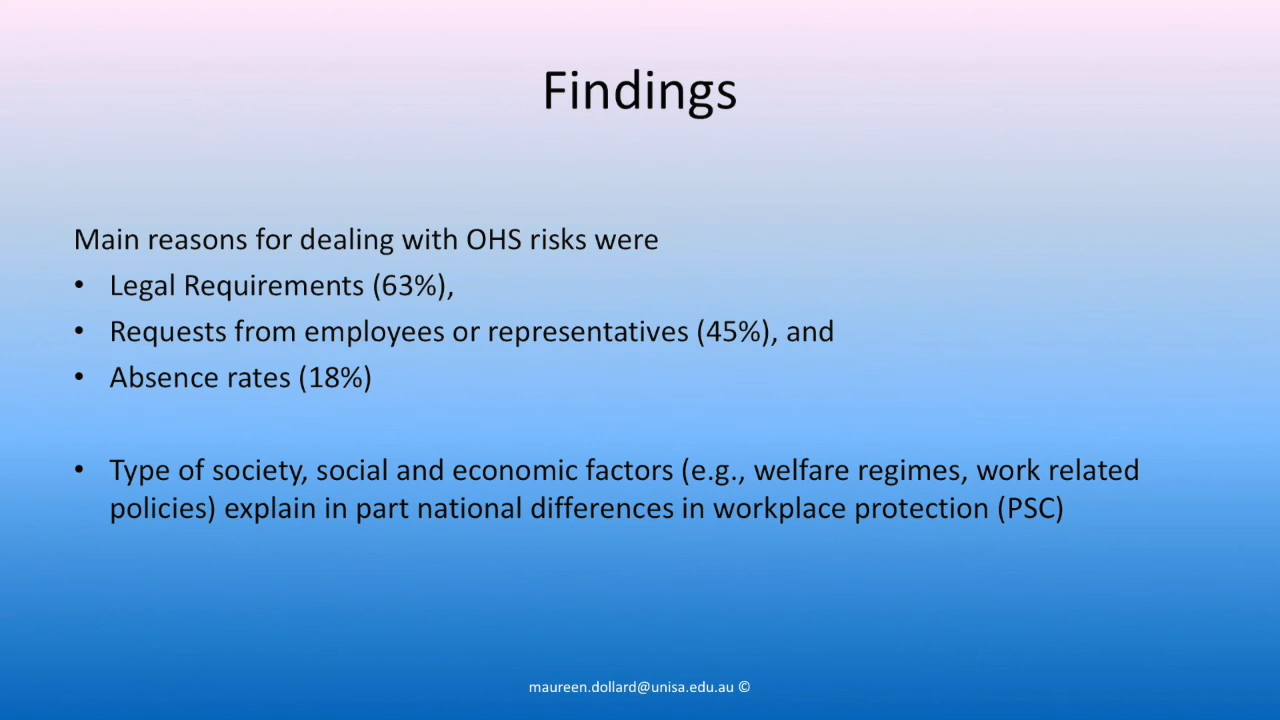 Findings
Main reasons for dealing with OHS risks were
• Legal Requirements (63%),
• Requests from employees or representatives (45%), and
• Absence rates (18%)
• Type of society, social and economic factors (e.g., welfare regimes, work related
policies) explain in part national differences in workplace protection (PSC)
maureen.dollard@unisa.edu.au ©